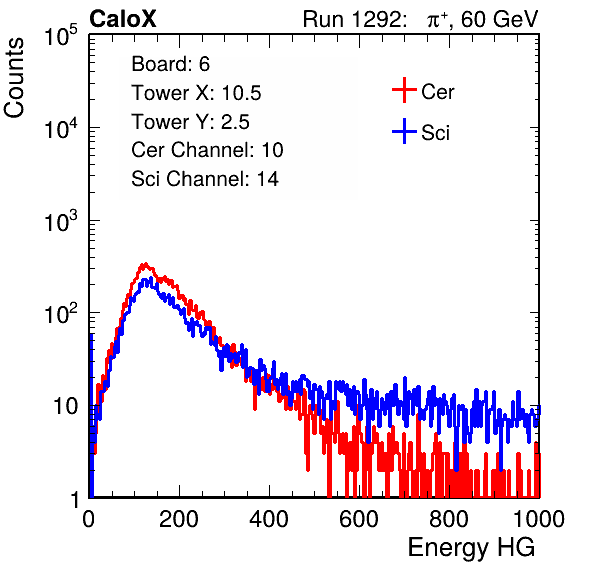 CaloX Run 1292: π⁺, 60 GeV
Counts
Board: 6
Tower X: 10.5
Tower Y: 2.5
Cer Channel: 10
Sci Channel: 14
Cer
Sci
10⁵
10⁴
10³
10²
10
1
0 200 400 600 800 1000
Energy HG